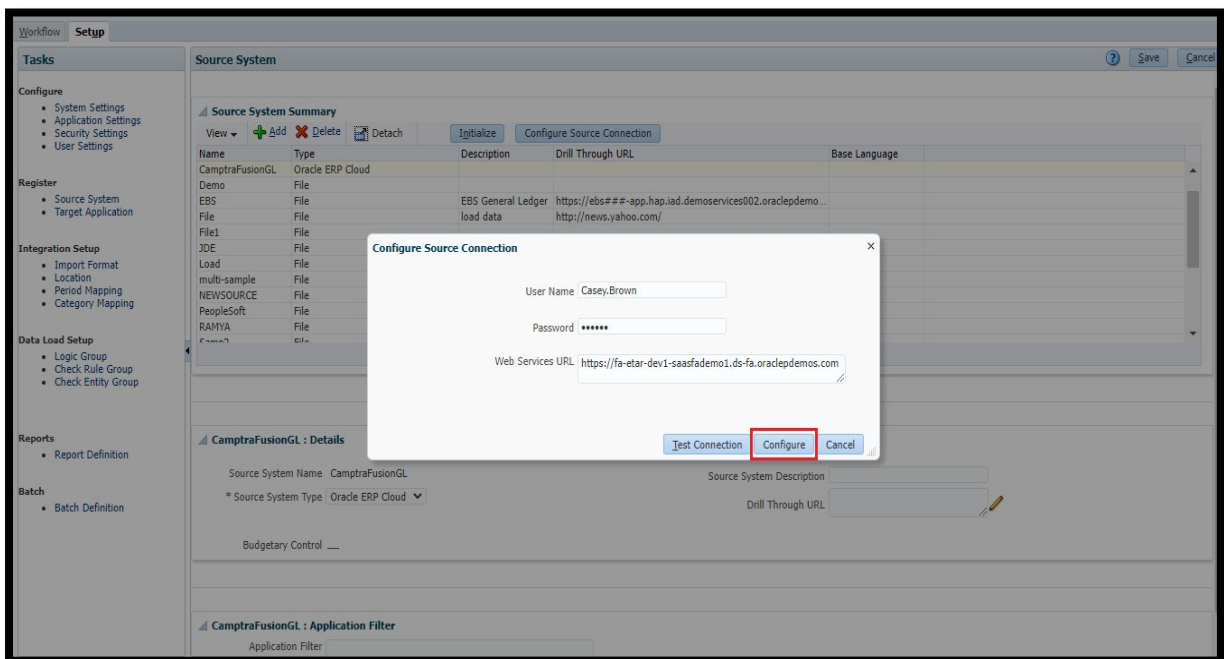 Workflow Setup
Tasks
Configure
System Settings
Application Settings
Security Settings
User Settings
Register
Source System
Target Application
Integration Setup
Import Format
Location
Period Mapping
Category Mapping
Data Load Setup
Logic Group
Check Rule Group
Check Entity Group
Reports
Report Definition
Batch
Batch Definition
Source System
? Save Cancel
Source System Summary
View Add Delete Detach Initialize Configure Source Connection
Name Type Description Drill Through URL Base Language
CamptraFusionGL Oracle ERP Cloud
Demo File
EBS File EBS General Ledger https://ebs###-app.hap.iad.demoservices002.oraclepdemo...
File File load data http://news.yahoo.com/
File1 File
JDE File
Load File
multi-sample File
NEWSOURCE File
PeopleSoft File
RAMYA File
Configure Source Connection x
User Name Casey.Brown
Password ••••••
Web Services URL https://fa-etar-dev1-saasfademo1.ds-fa.oraclepdemos.com
Test Connection Configure Cancel
CamptraFusionGL : Details
Source System Name CamptraFusionGL
Source System Description
* Source System Type Oracle ERP Cloud
Drill Through URL
Budgetary Control
CamptraFusionGL : Application Filter
Application Filter